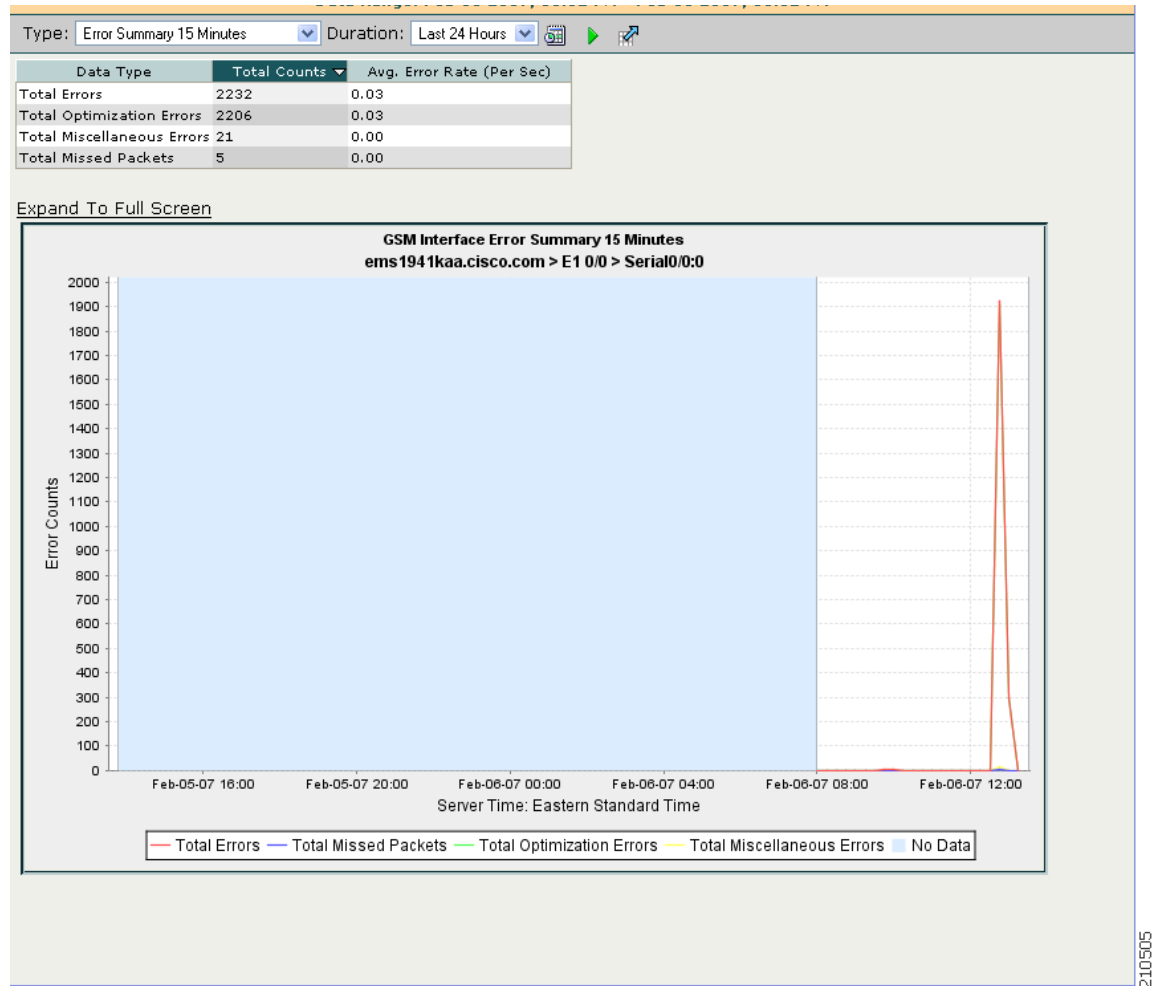 Type: Error Summary 15 Minutes Duration: Last 24 Hours
Data Type Total Counts Avg. Error Rate (Per Sec)
Total Errors 2232 0.03
Total Optimization Errors 2206 0.03
Total Miscellaneous Errors 21 0.00
Total Missed Packets 5 0.00
Expand To Full Screen
GSM Interface Error Summary 15 Minutes
ems1941kaa.cisco.com > E1 0/0 > Serial0/0:0
2000
1900
1800
1700
1600
1500
1400
1300
1200
1100
1000
900
800
700
600
500
400
300
200
100
0
Error Counts
Feb-05-07 16:00 Feb-05-07 20:00 Feb-06-07 00:00 Feb-06-07 04:00 Feb-06-07 08:00 Feb-06-07 12:00
Server Time: Eastern Standard Time
Total Errors Total Missed Packets Total Optimization Errors Total Miscellaneous Errors No Data
210505